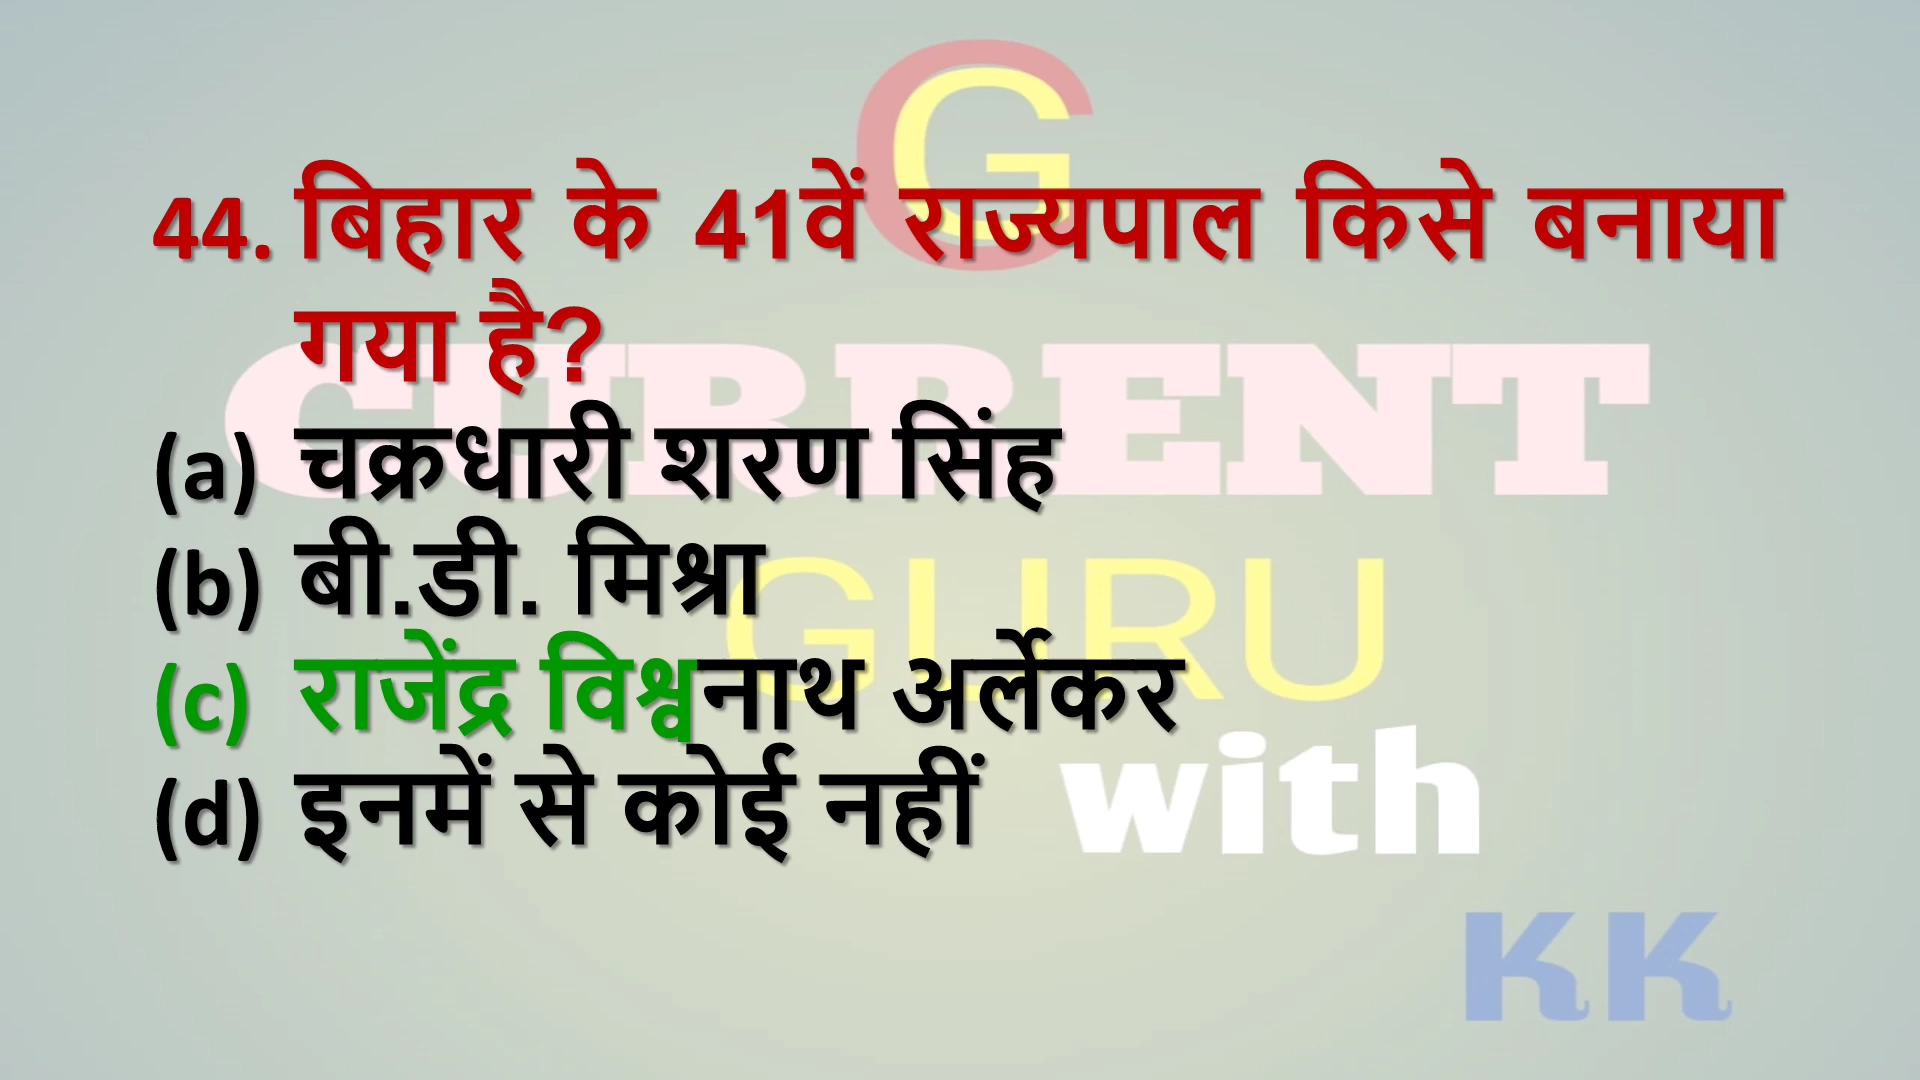 G
44. बिहार के 41वें राज्यपाल किसे बनाया
गया है?
CURRENT
(a) चक्रधारी शरण सिंह
(b) बी.डी. मिश्रा
GURU
(c) राजेंद्र विश्वनाथ अर्लेकर
(d) इनमें से कोई नहीं
with
KK